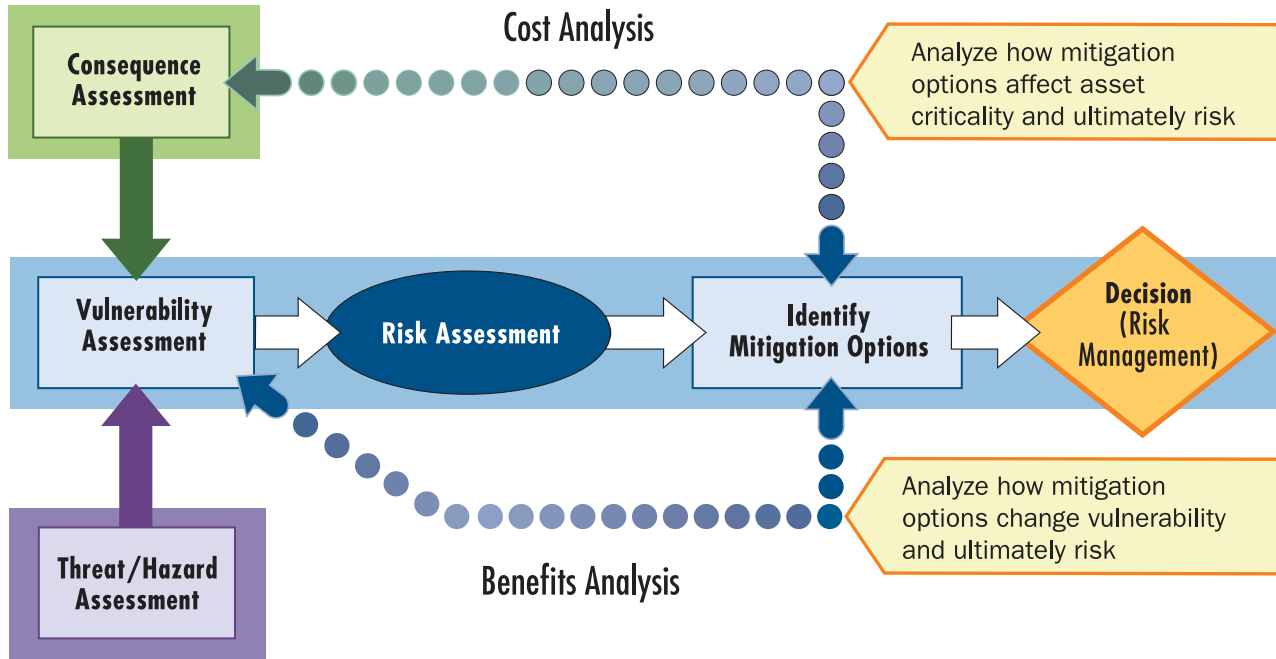 Cost Analysis
Consequence
Assessment
Analyze how mitigation
options affect asset
criticality and ultimately risk
Vulnerability
Assessment
Risk Assessment
Identify
Mitigation Options
Decision
(Risk
Management)
Threat/Hazard
Assessment
Benefits Analysis
Analyze how mitigation
options change vulnerability
and ultimately risk